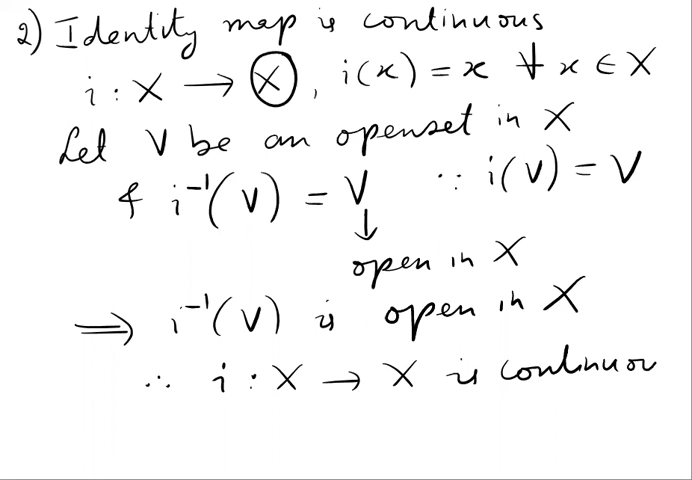 2) Identity map is continuous
i : X → X, i(x) = x ∀ x ∈ X
Let V be an openset in X
& i⁻¹(V) = V ∵ i(V) = V
↓
open in X
⟹ i⁻¹(V) is open in X
∴ i : X → X is continuou